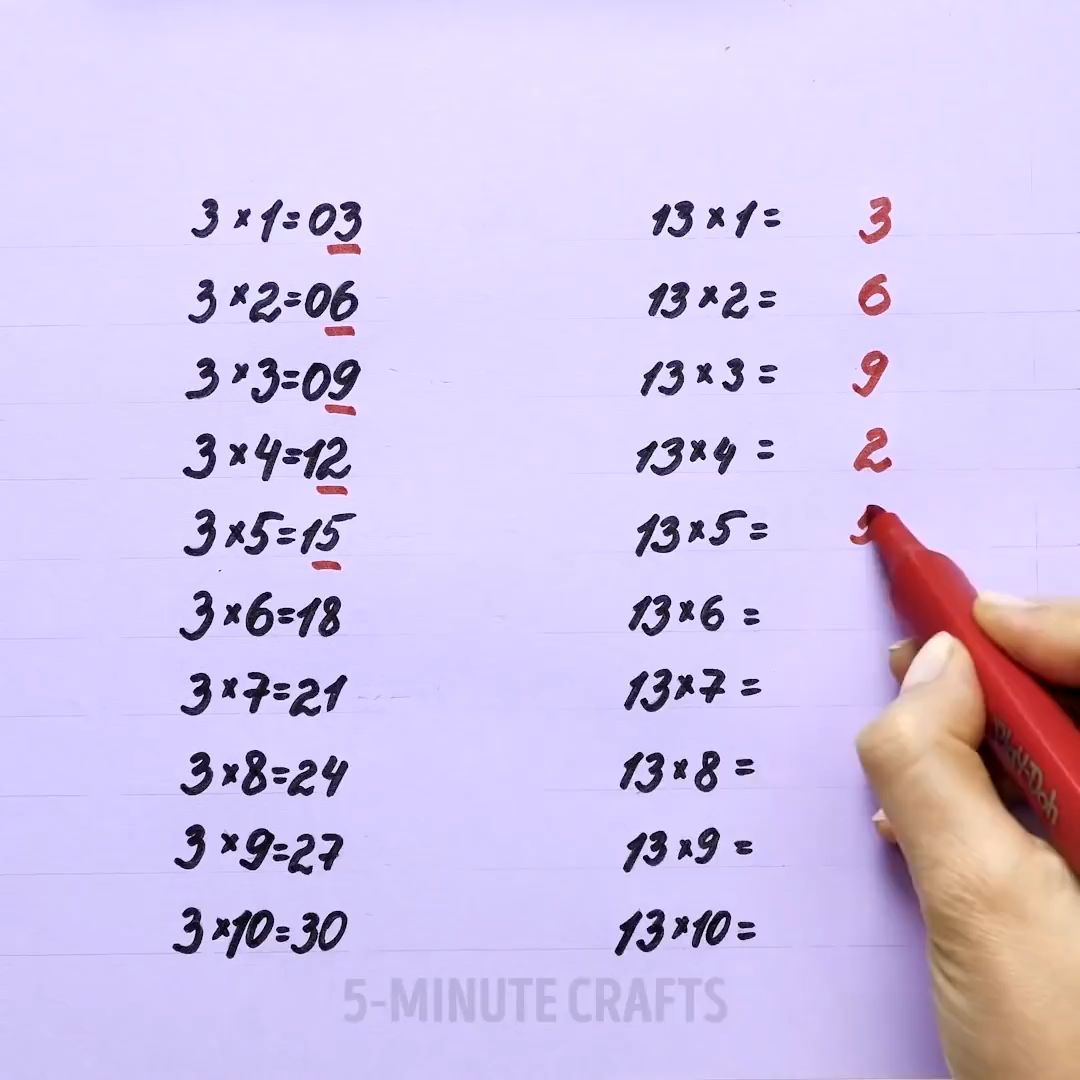 3×1=03 13×1= 3
3×2=06 13×2= 6
3×3=09 13×3= 9
3×4=12 13×4= 2
3×5=15 13×5=
3×6=18 13×6=
3×7=21 13×7=
3×8=24 13×8=
3×9=27 13×9=
3×10=30 13×10=
Play-Doh
5-MINUTE CRAFTS